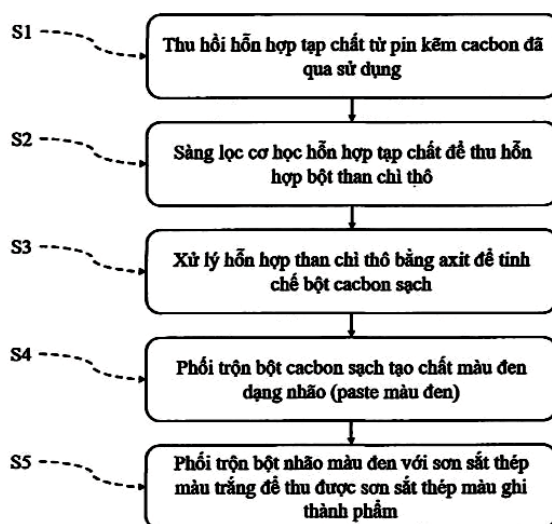 S1
Thu hồi hỗn hợp tạp chất từ pin kẽm cacbon đã
qua sử dụng
S2
Sàng lọc cơ học hỗn hợp tạp chất để thu hỗn
hợp bột than chì thô
S3
Xử lý hỗn hợp than chì thô bằng axit để tinh
chế bột cacbon sạch
S4
Phối trộn bột cacbon sạch tạo chất màu đen
dạng nhão (paste màu đen)
S5
Phối trộn bột nhão màu đen với sơn sắt thép
màu trắng để thu được sơn sắt thép màu ghi
thành phẩm